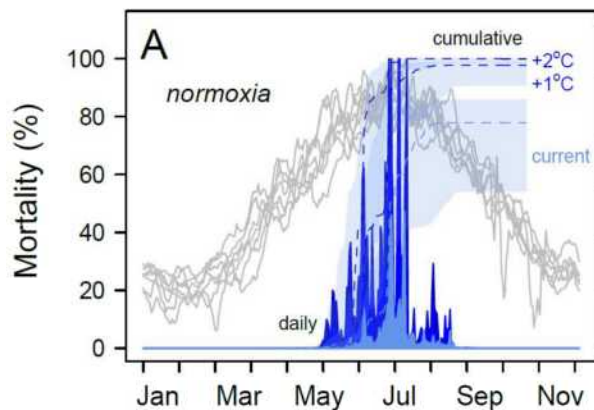 A
cumulative
+2°C
+1°C
normoxia
current
daily
Mortality (%)
100
80
60
40
20
0
Jan Mar May Jul Sep Nov